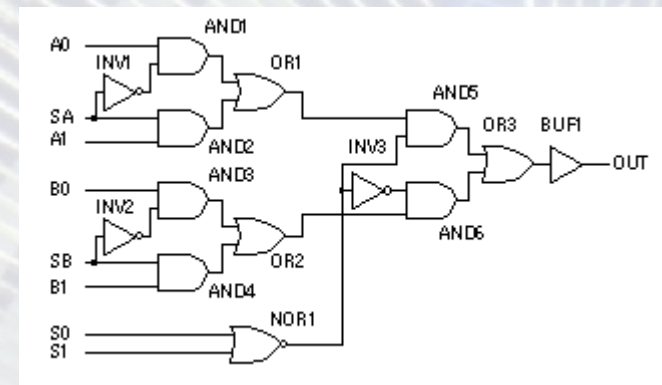 AND1
A0
INV1
OR1
SA
A1
AND2
AND5
OR3
BUF1
INV3
OUT
AND3
B0
INV2
AND6
SB
OR2
B1
AND4
NOR1
S0
S1